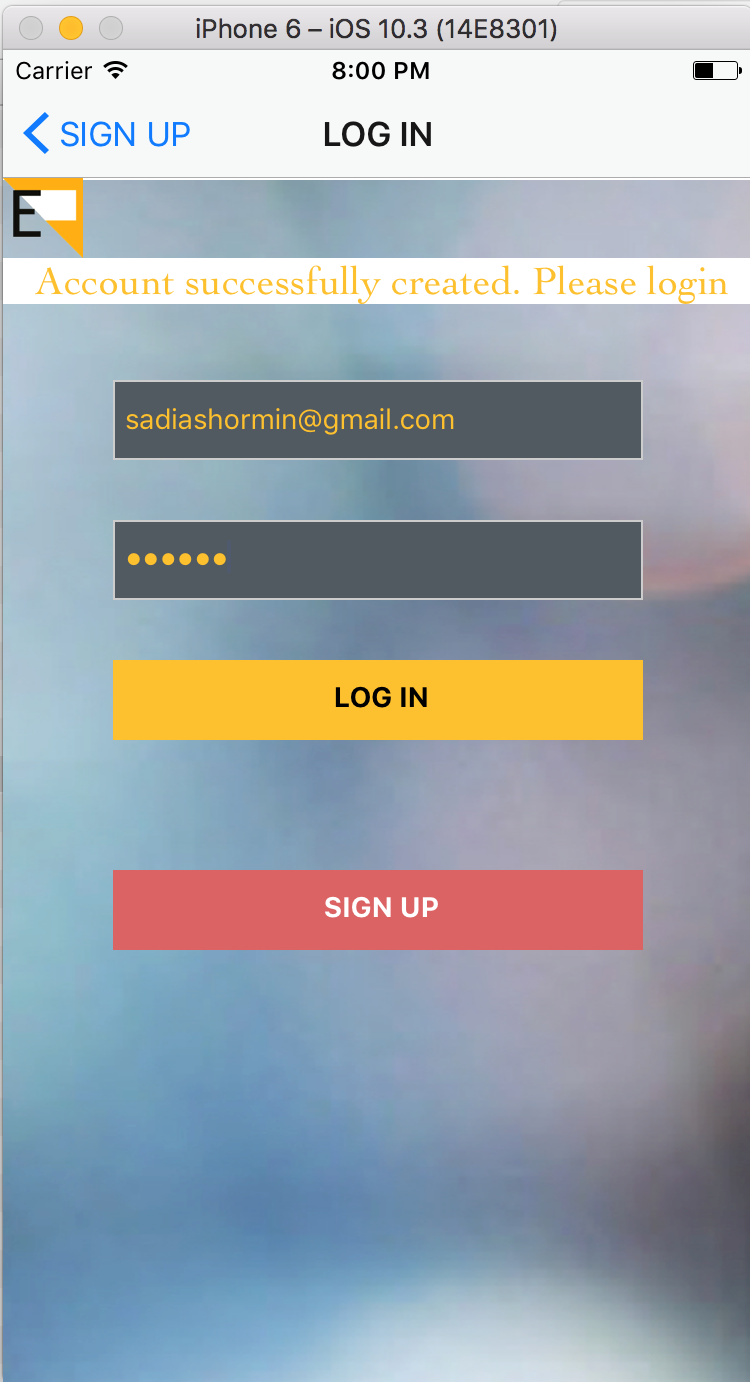 iPhone 6 – iOS 10.3 (14E8301)
Carrier 8:00 PM
SIGN UP LOG IN
E
Account successfully created. Please login
sadiashormin@gmail.com
••••••
LOG IN
SIGN UP